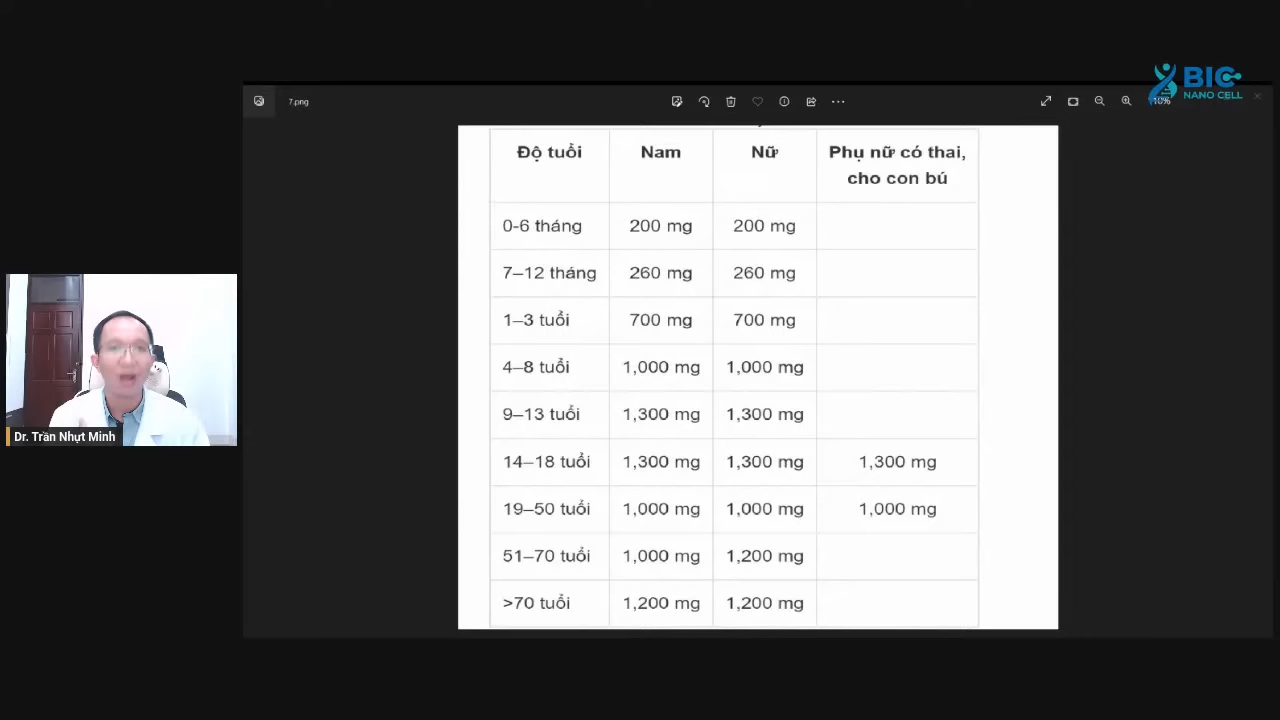 BIC
NANO CELL
7.png
10%
Độ tuổi Nam Nữ Phụ nữ có thai,
cho con bú
0-6 tháng 200 mg 200 mg
7–12 tháng 260 mg 260 mg
1–3 tuổi 700 mg 700 mg
4–8 tuổi 1,000 mg 1,000 mg
9–13 tuổi 1,300 mg 1,300 mg
14–18 tuổi 1,300 mg 1,300 mg 1,300 mg
19–50 tuổi 1,000 mg 1,000 mg 1,000 mg
51–70 tuổi 1,000 mg 1,200 mg
>70 tuổi 1,200 mg 1,200 mg
Dr. Trần Nhựt Minh